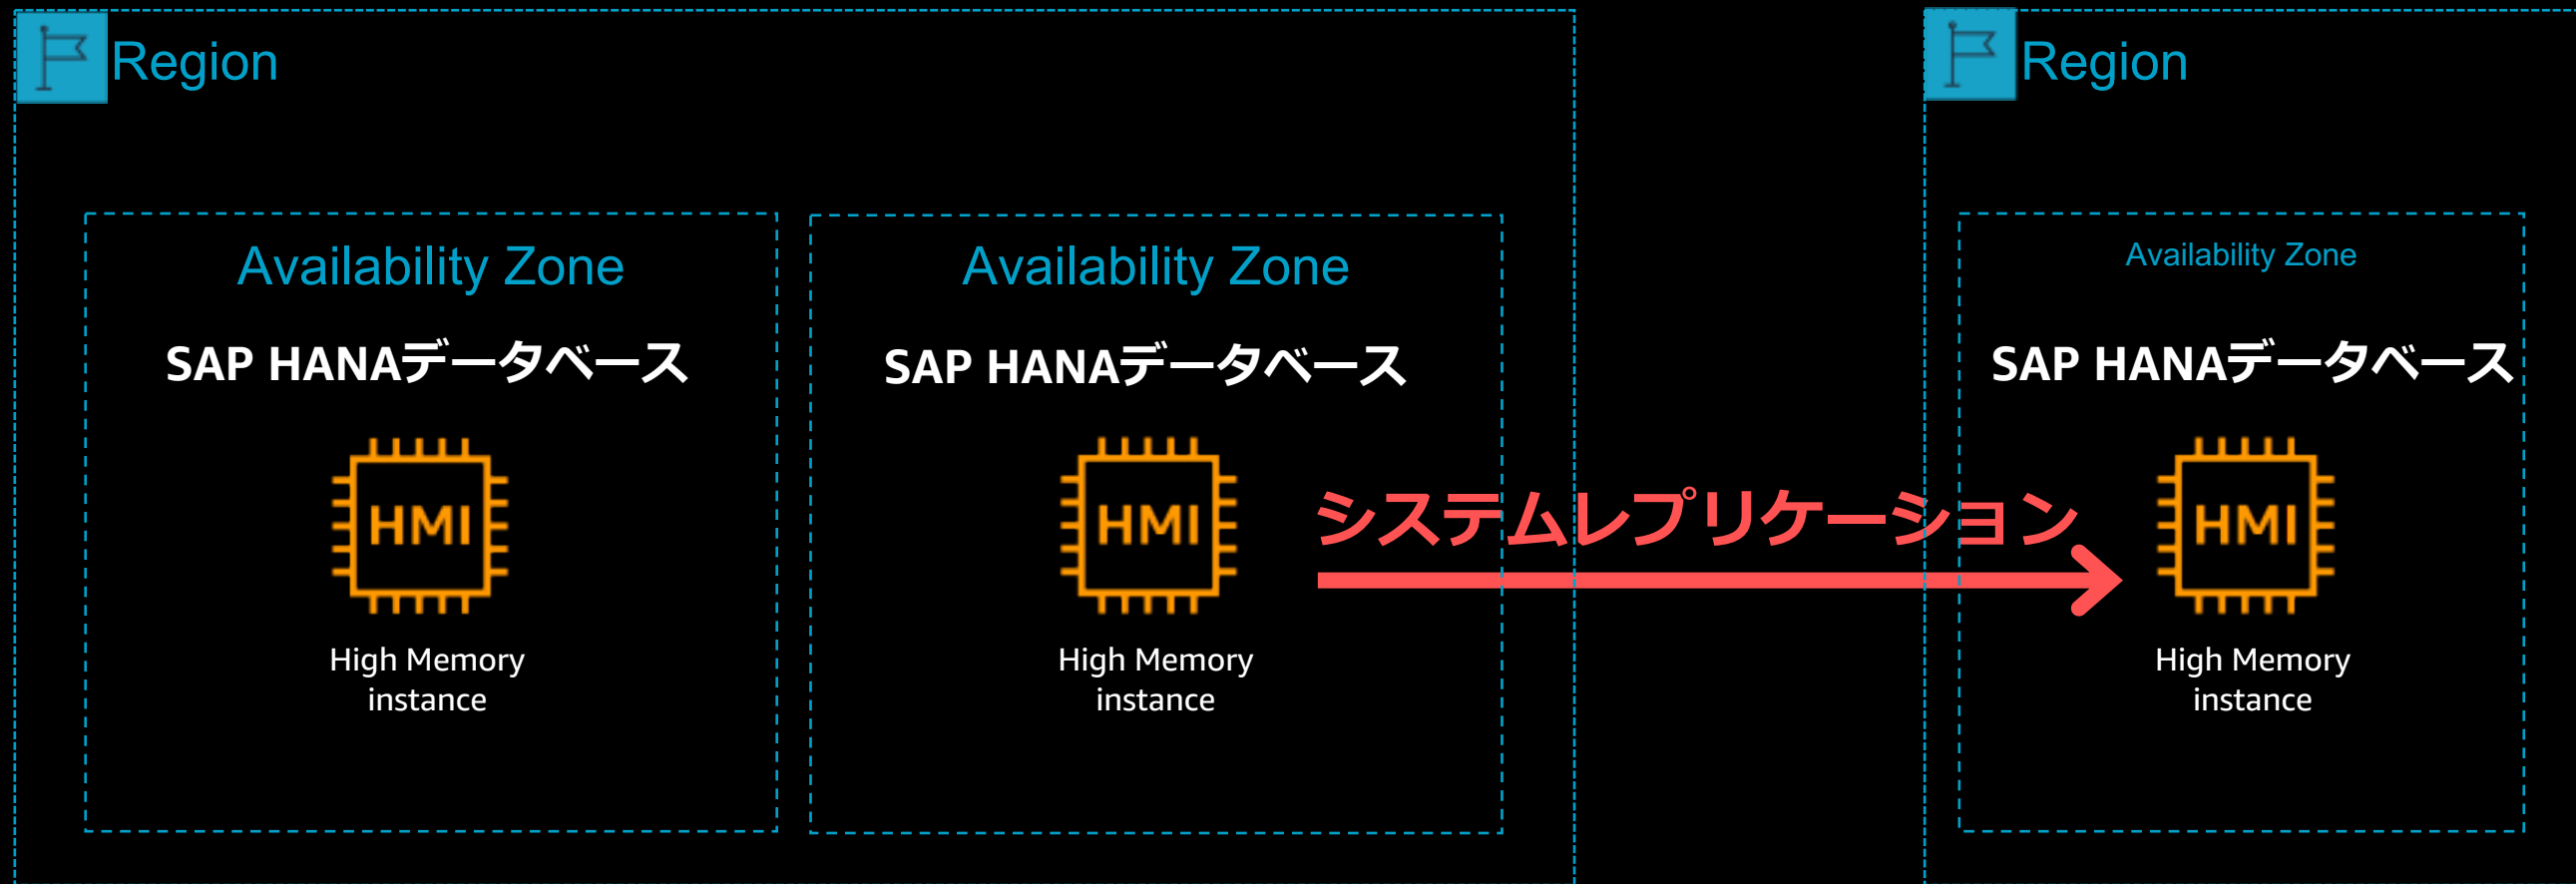 Region
Availability Zone
SAP HANAデータベース
HMI
High Memory
instance
Availability Zone
SAP HANAデータベース
HMI
High Memory
instance
システムレプリケーション
Region
Availability Zone
SAP HANAデータベース
HMI
High Memory
instance